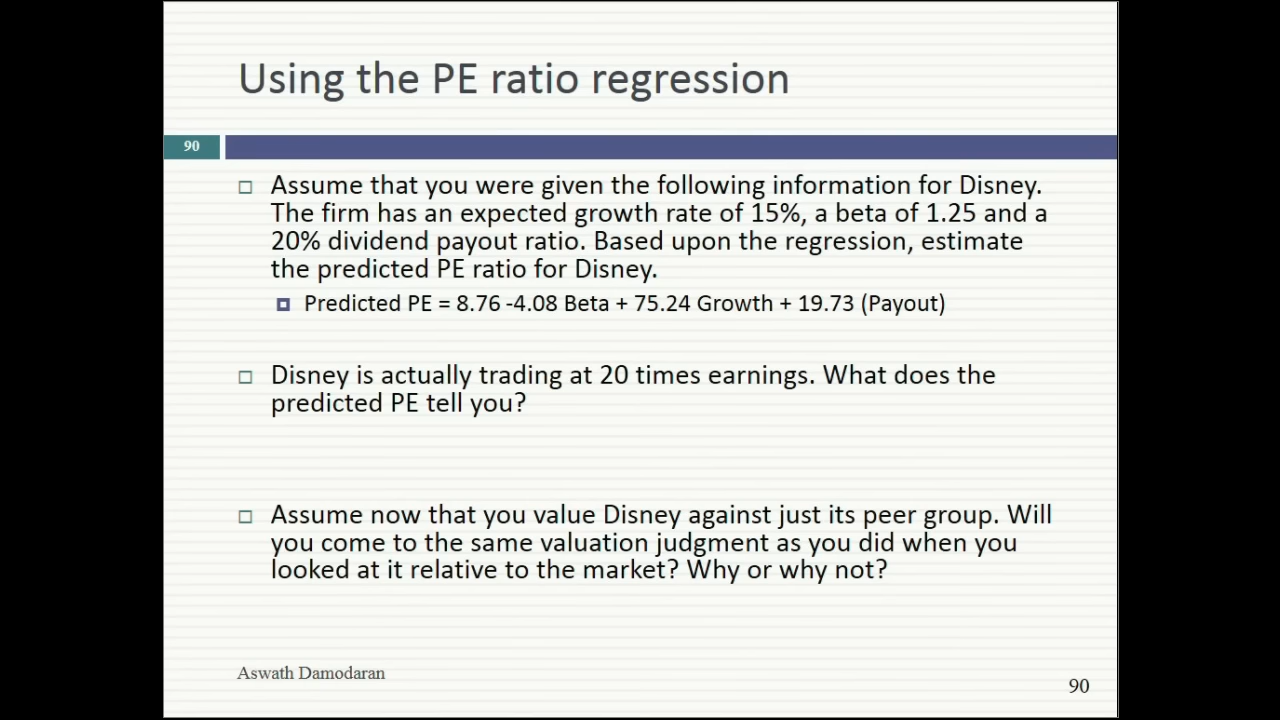 Using the PE ratio regression
90
Assume that you were given the following information for Disney.
The firm has an expected growth rate of 15%, a beta of 1.25 and a
20% dividend payout ratio. Based upon the regression, estimate
the predicted PE ratio for Disney.
Predicted PE = 8.76 -4.08 Beta + 75.24 Growth + 19.73 (Payout)
Disney is actually trading at 20 times earnings. What does the
predicted PE tell you?
Assume now that you value Disney against just its peer group. Will
you come to the same valuation judgment as you did when you
looked at it relative to the market? Why or why not?
Aswath Damodaran
90